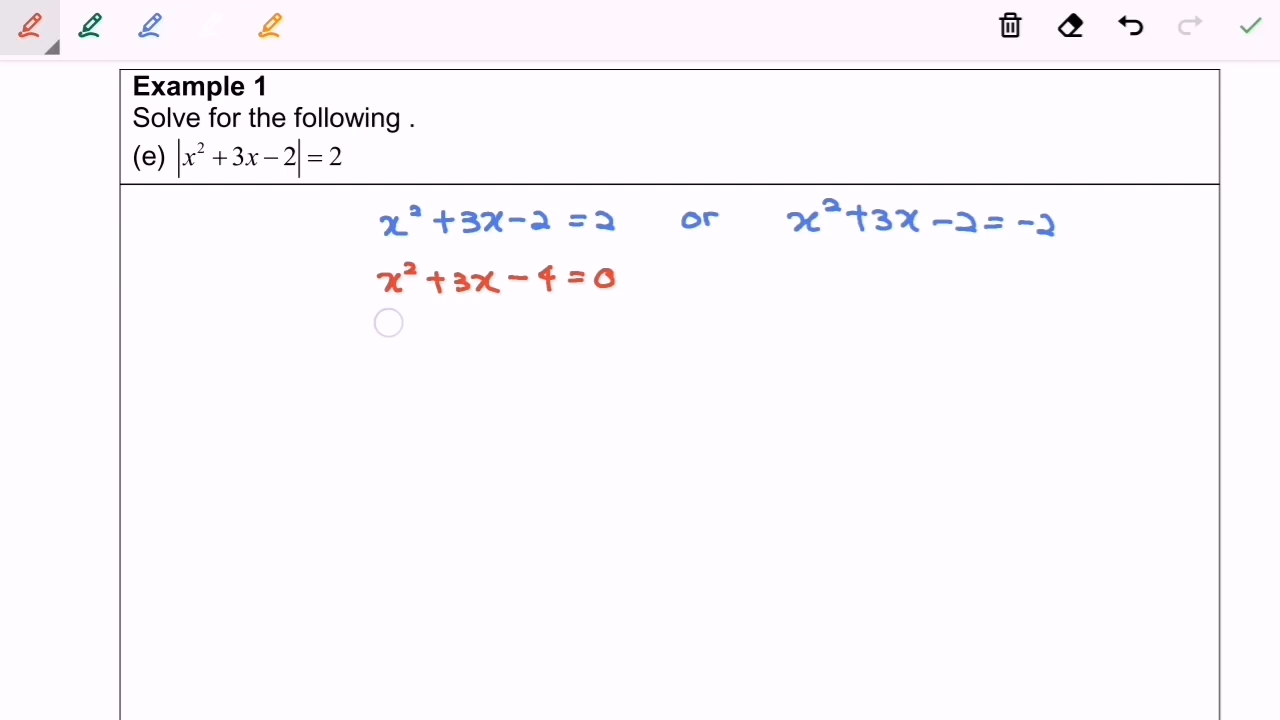 Example 1
Solve for the following .
(e) |x² + 3x − 2| = 2
x² + 3x − 2 = 2 or x² + 3x − 2 = −2
x² + 3x − 4 = 0